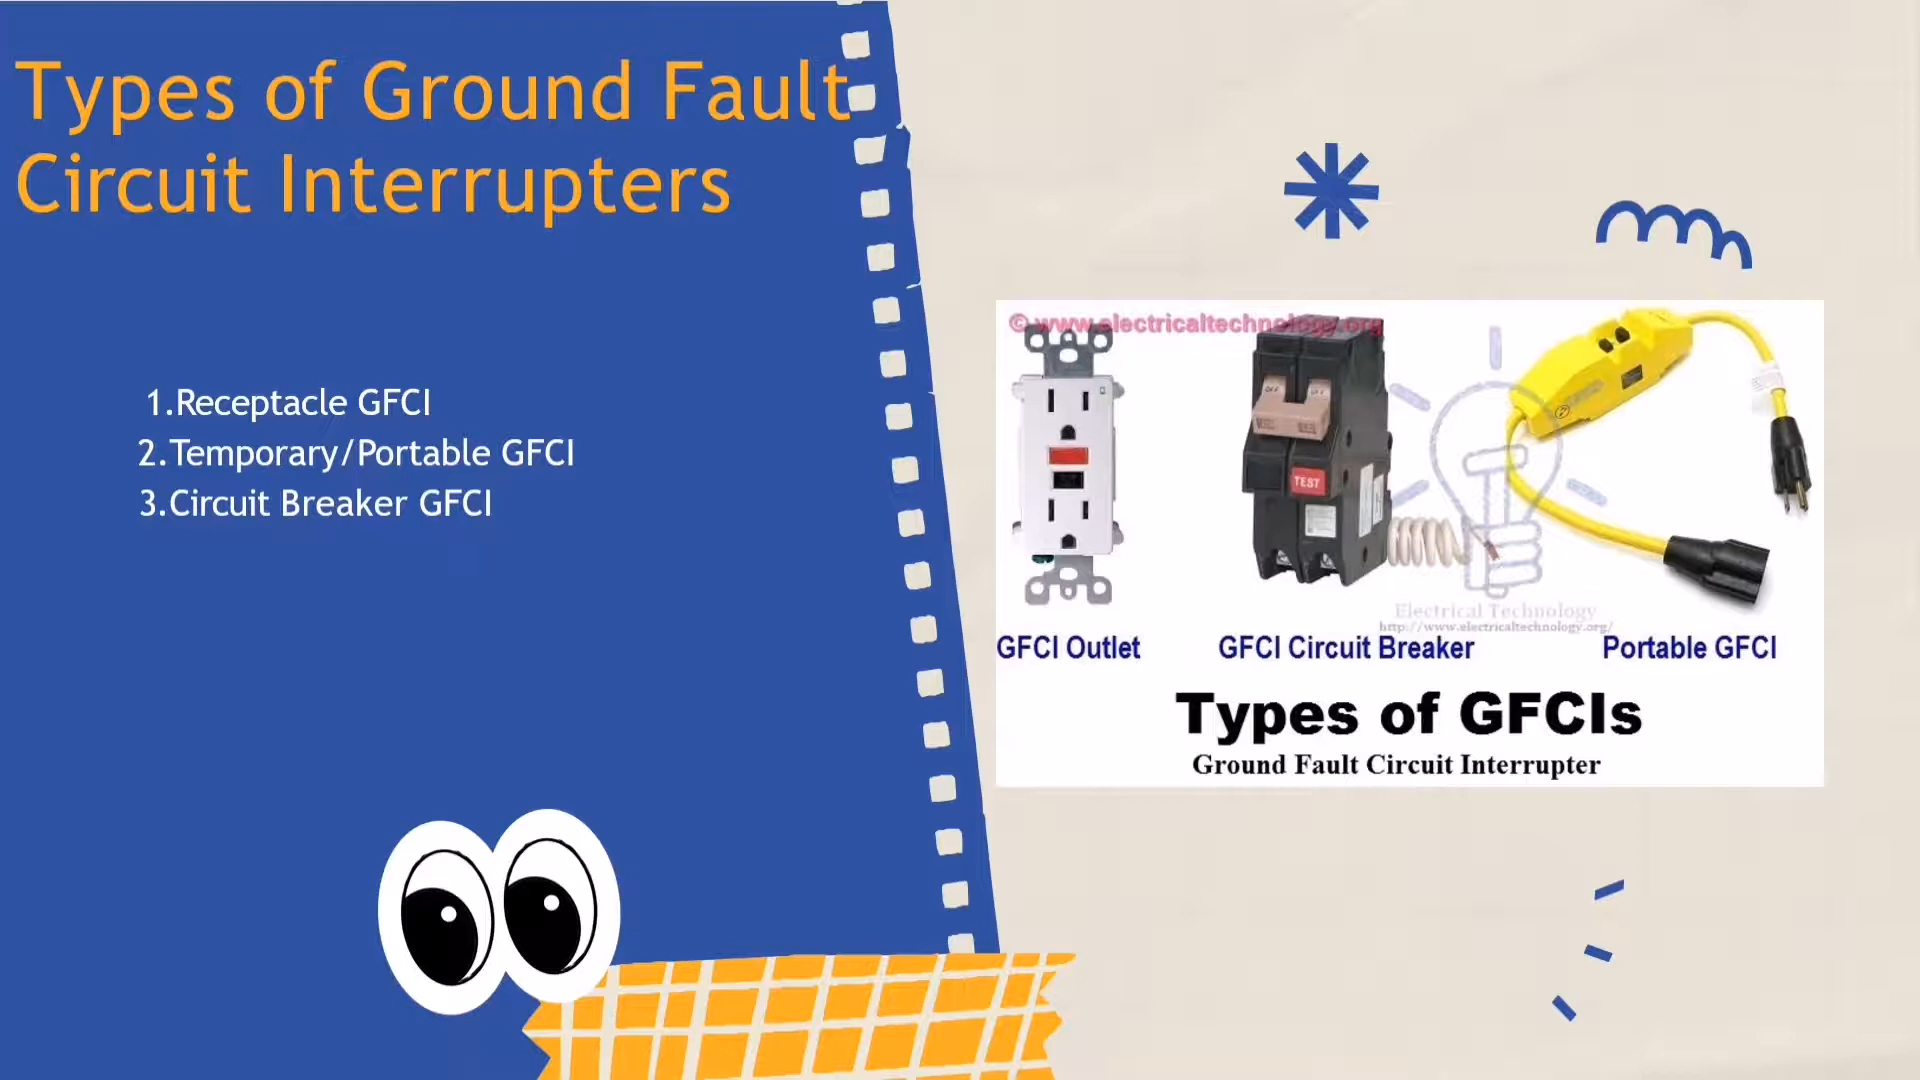 Types of Ground Fault
Circuit Interrupters
1.Receptacle GFCI
2.Temporary/Portable GFCI
3.Circuit Breaker GFCI
© www.electricaltechnology.org
OFF OFF
TEST
Electrical Technology
http://www.electricaltechnology.org/
GFCI Outlet GFCI Circuit Breaker Portable GFCI
Types of GFCIs
Ground Fault Circuit Interrupter